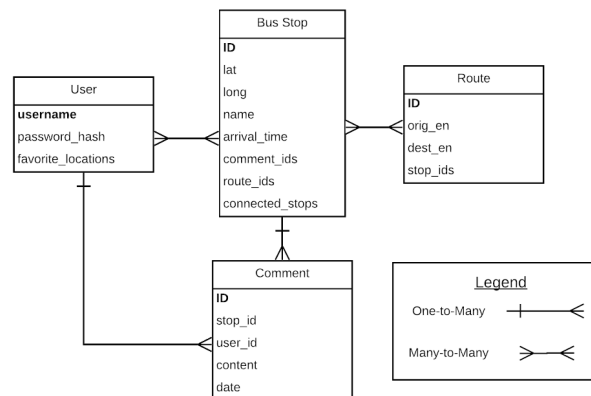 Bus Stop
ID
lat
long
name
arrival_time
comment_ids
route_ids
connected_stops
User
username
password_hash
favorite_locations
Route
ID
orig_en
dest_en
stop_ids
Comment
ID
stop_id
user_id
content
date
Legend
One-to-Many
Many-to-Many